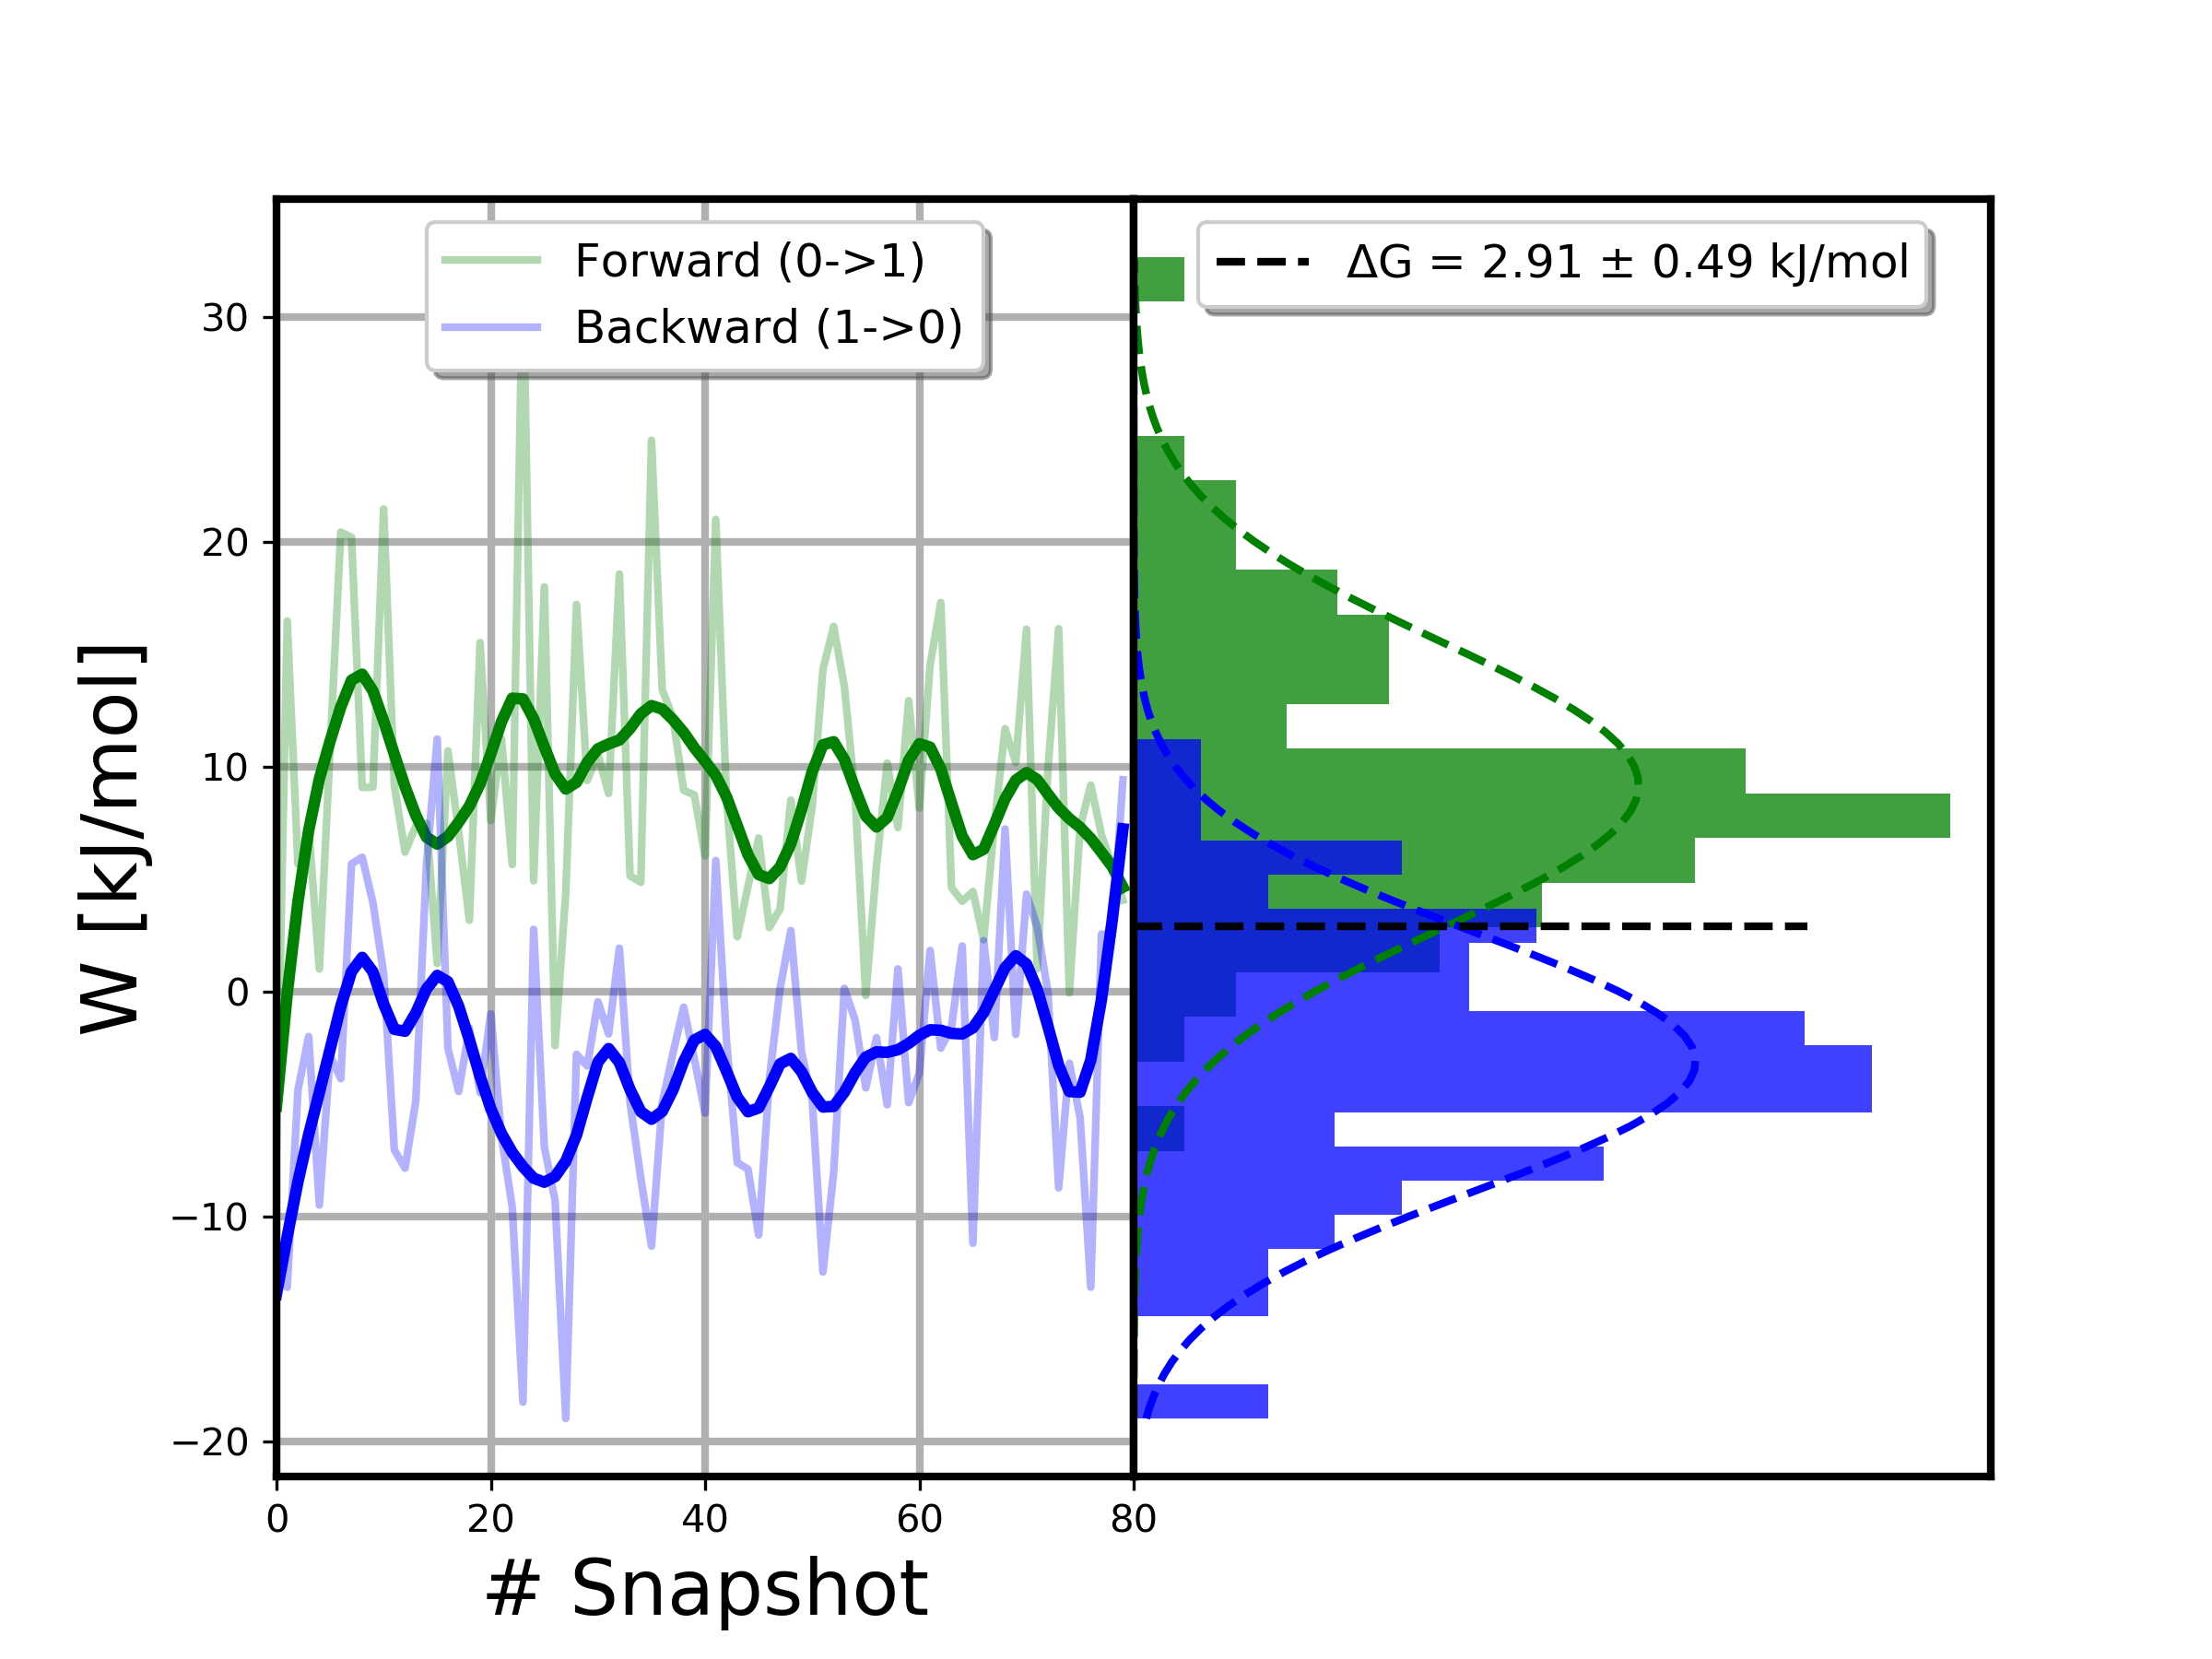 Forward (0->1)
Backward (1->0)
ΔG = 2.91 ± 0.49 kJ/mol
W [kJ/mol]
30
20
10
0
−10
−20
0 20 40 60 80
# Snapshot